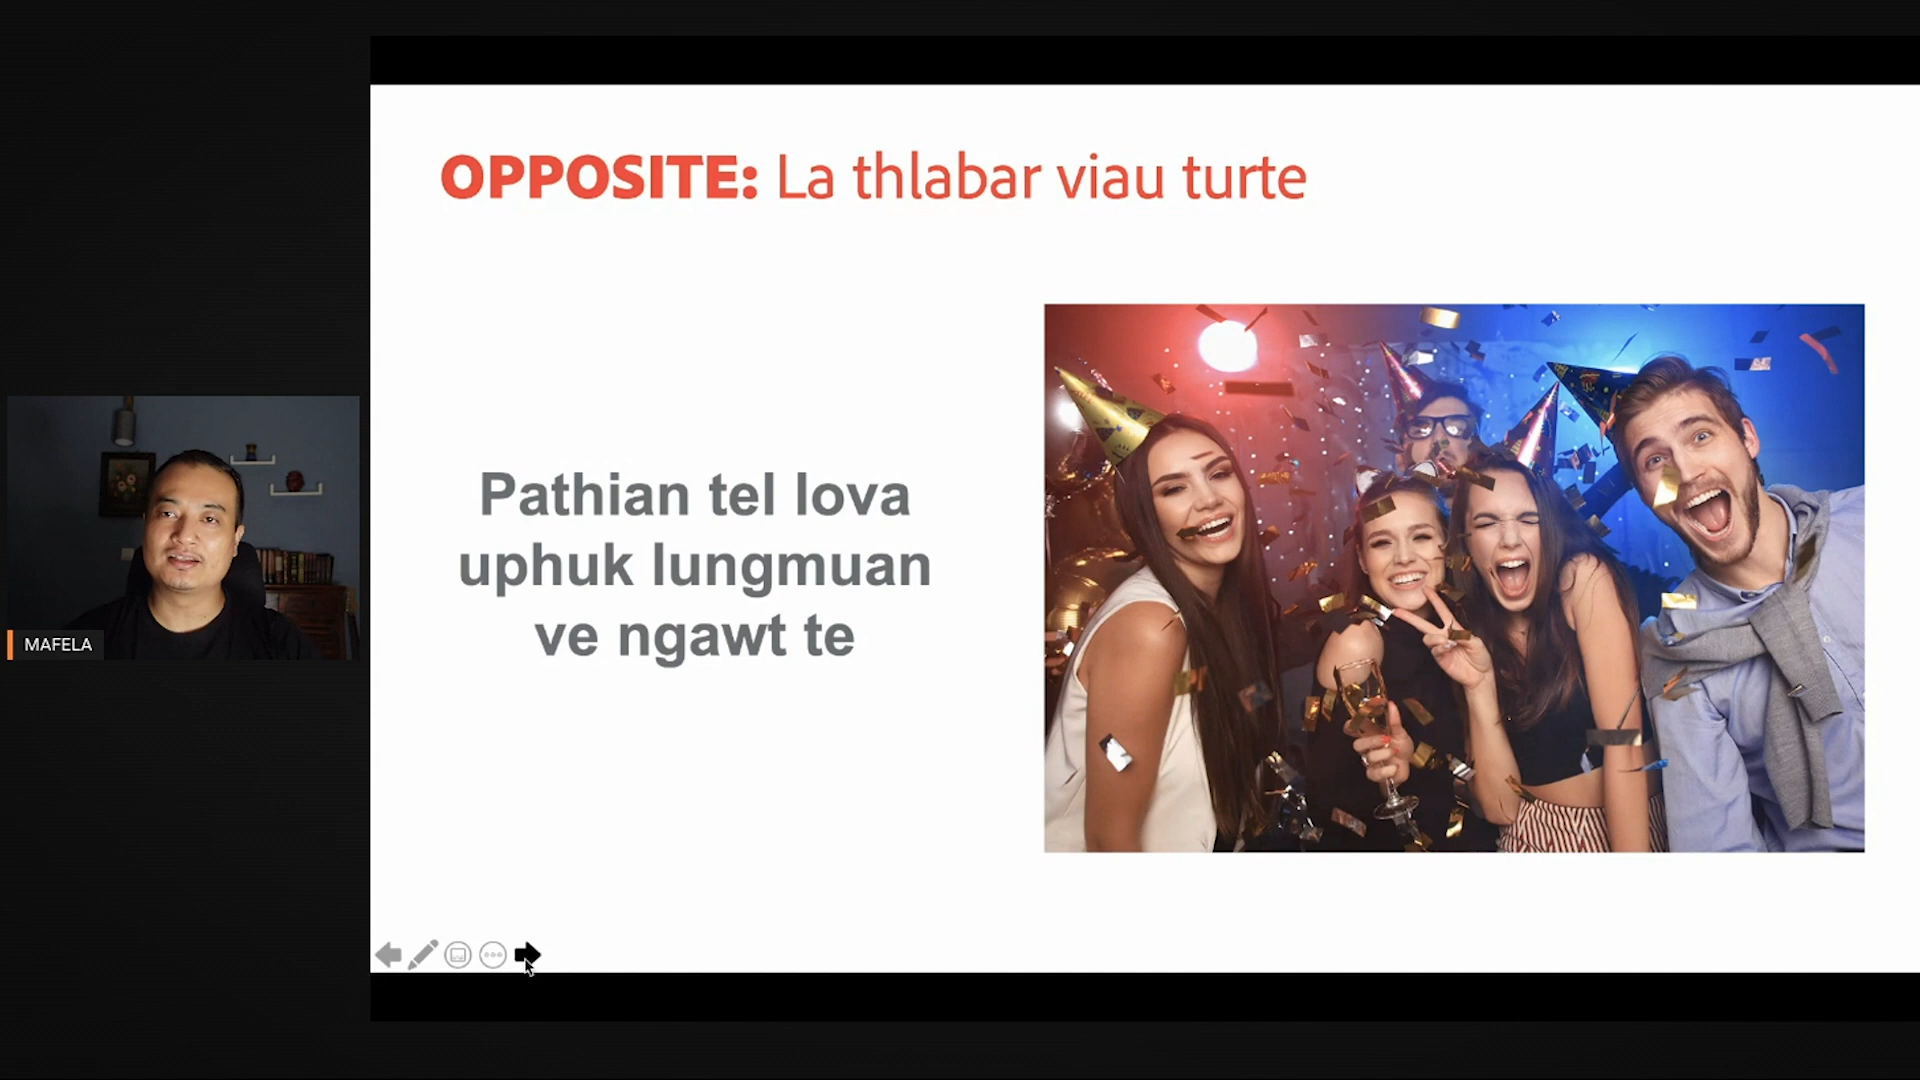 OPPOSITE: La thlabar viau turte
Pathian tel lova
uphuk lungmuan
ve ngawt te
MAFELA